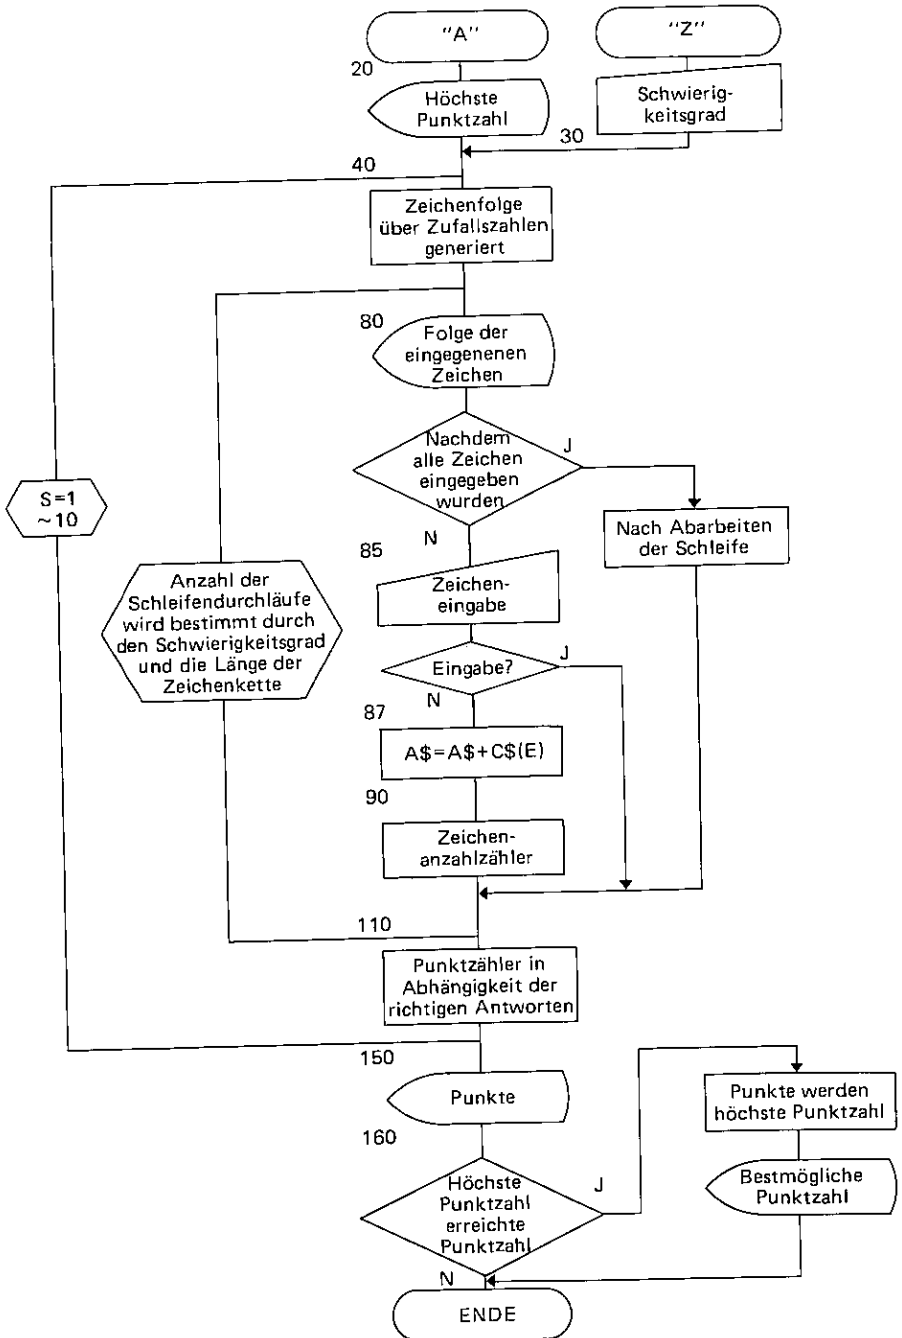 "A"
"Z"
20
Höchste
Punktzahl
Schwierig-
keitsgrad
30
40
Zeichenfolge
über Zufallszahlen
generiert
80
Folge der
eingegenenen
Zeichen
Nachdem
alle Zeichen
eingegeben
wurden
J
N
S=1
~10
Nach Abarbeiten
der Schleife
85
Zeichen-
eingabe
Anzahl der
Schleifendurchläufe
wird bestimmt durch
den Schwierigkeitsgrad
und die Länge der
Zeichenkette
Eingabe?
J
N
87
A$=A$+C$(E)
90
Zeichen-
anzahlzähler
110
Punktzähler in
Abhängigkeit der
richtigen Antworten
150
Punkte
Punkte werden
höchste Punktzahl
160
Höchste
Punktzahl
erreichte
Punktzahl
J
N
Bestmögliche
Punktzahl
ENDE